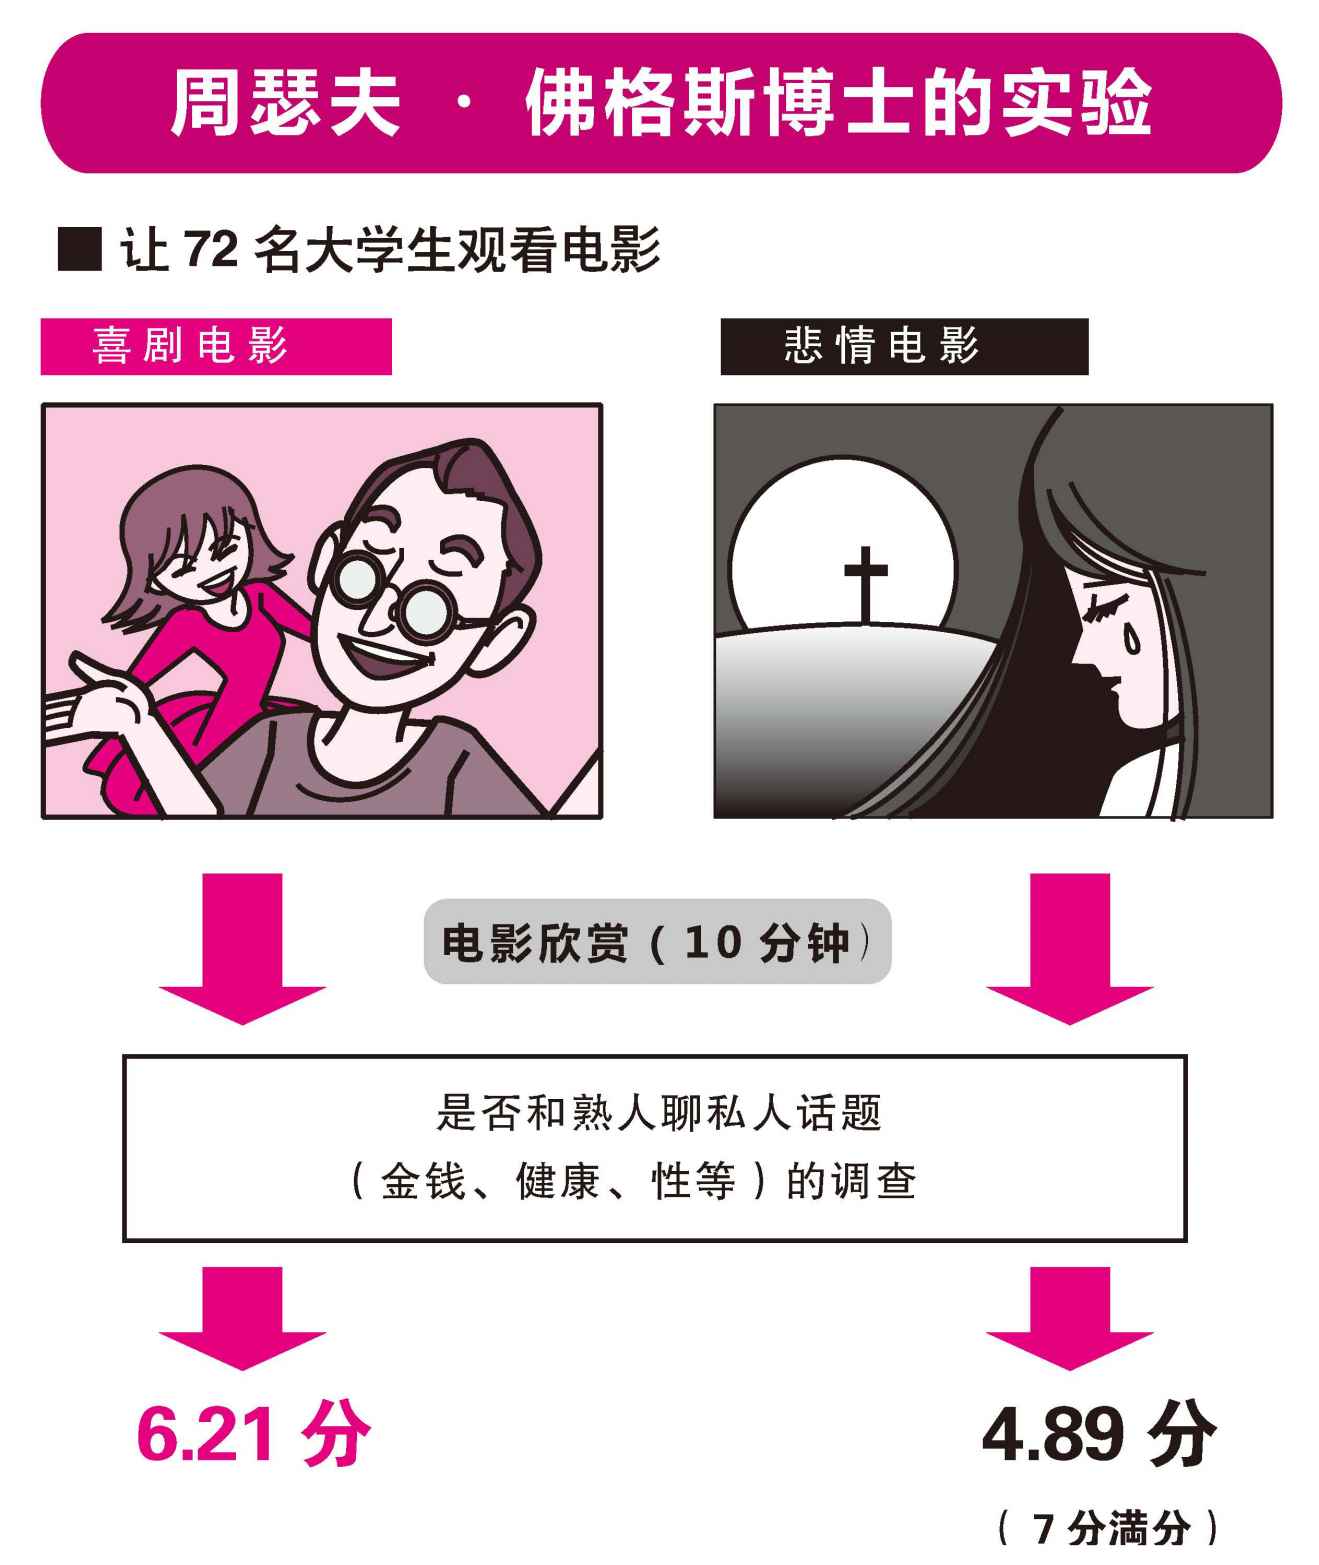 周瑟夫 · 佛格斯博士的实验
■ 让 72 名大学生观看电影
喜剧电影
悲情电影
电影欣赏（10 分钟）
是否和熟人聊私人话题
（金钱、健康、性等）的调查
6.21 分
4.89 分
（7 分满分）